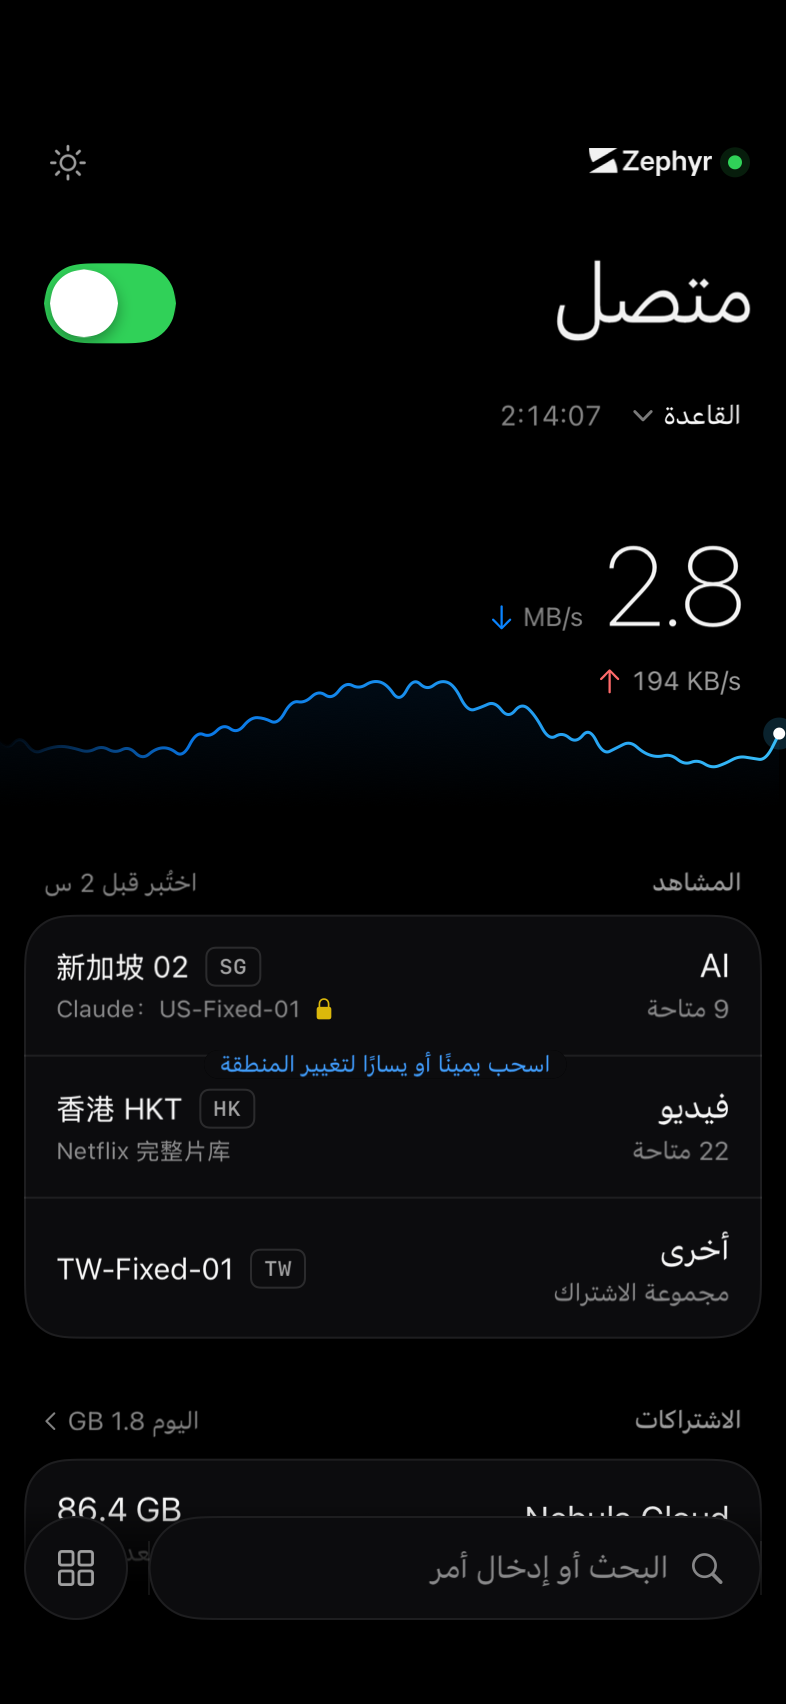 Zephyr
متصل
القاعدة 2:14:07
2.8 MB/s
194 KB/s
المشاهد
اختُبر قبل 2 س
AI
9 متاحة
新加坡 02 SG
Claude: US-Fixed-01
اسحب يمينًا أو يسارًا لتغيير المنطقة
فيديو
22 متاحة
香港 HKT HK
Netflix 完整片库
أخرى
مجموعة الاشتراك
TW-Fixed-01 TW
الاشتراكات
اليوم 1.8 GB
Nebula Cloud
86.4 GB
البحث أو إدخال أمر